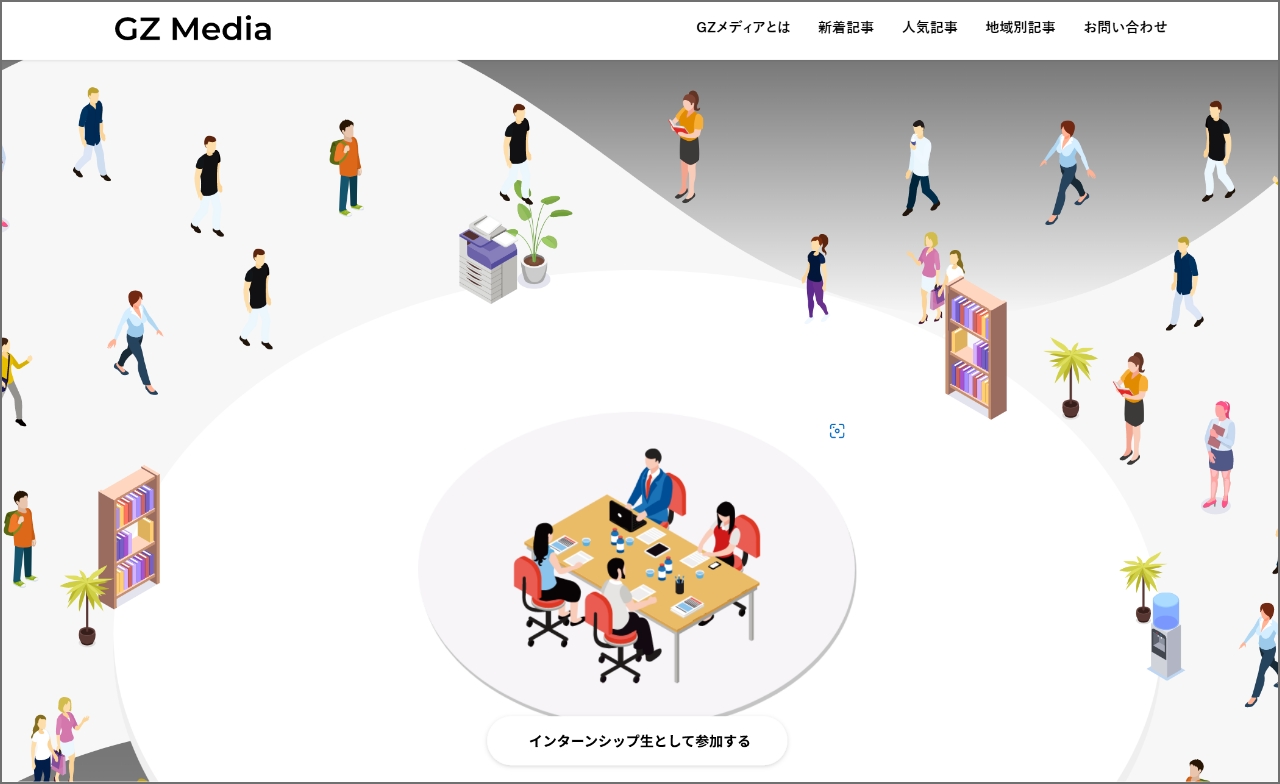 GZ Media
GZメディアとは
新着記事
人気記事
地域別記事
お問い合わせ
インターンシップ生として参加する